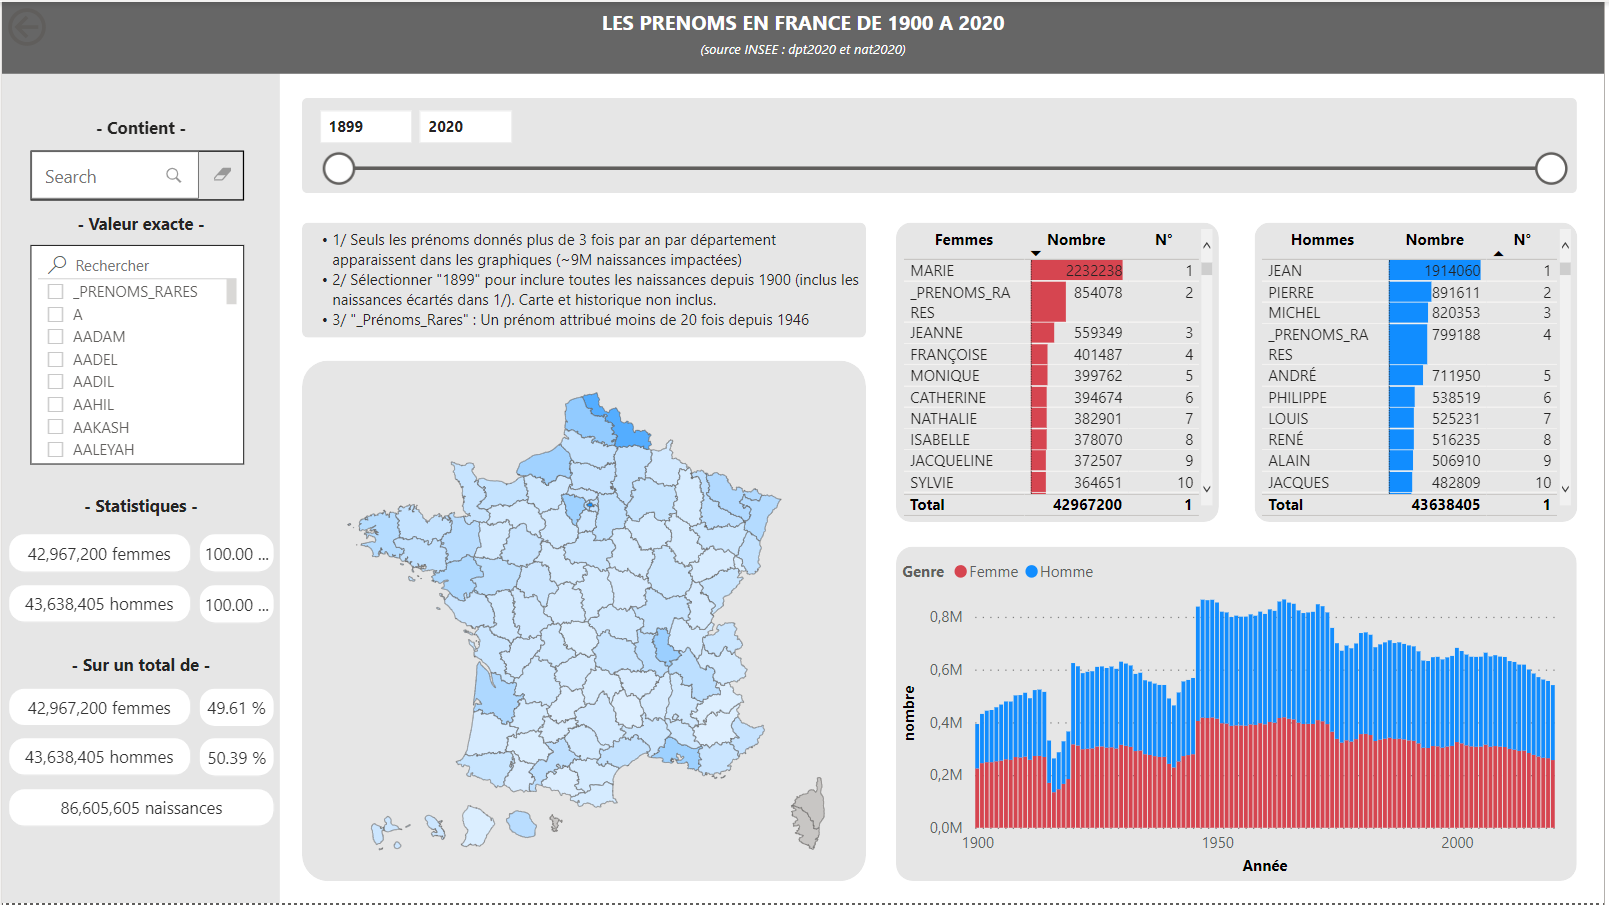 LES PRENOMS EN FRANCE DE 1900 A 2020
(source INSEE : dpt2020 et nat2020)
- Contient -
Search
- Valeur exacte -
Rechercher
_PRENOMS_RARES
A
AADAM
AADEL
AADIL
AAHIL
AAKASH
AALEYAH
- Statistiques -
42,967,200 femmes 100.00 ...
43,638,405 hommes 100.00 ...
- Sur un total de -
42,967,200 femmes 49.61 %
43,638,405 hommes 50.39 %
86,605,605 naissances
1899 2020
• 1/ Seuls les prénoms donnés plus de 3 fois par an par département
apparaissent dans les graphiques (~9M naissances impactées)
• 2/ Sélectionner "1899" pour inclure toutes les naissances depuis 1900 (inclus les
naissances écartés dans 1/). Carte et historique non inclus.
• 3/ "_Prénoms_Rares" : Un prénom attribué moins de 20 fois depuis 1946
Femmes Nombre N°
MARIE 2232238 1
_PRENOMS_RA 854078 2
RES
JEANNE 559349 3
FRANÇOISE 401487 4
MONIQUE 399762 5
CATHERINE 394674 6
NATHALIE 382901 7
ISABELLE 378070 8
JACQUELINE 372507 9
SYLVIE 364651 10
Total 42967200 1
Hommes Nombre N°
JEAN 1914060 1
PIERRE 891611 2
MICHEL 820353 3
_PRENOMS_RA 799188 4
RES
ANDRÉ 711950 5
PHILIPPE 538519 6
LOUIS 525231 7
RENÉ 516235 8
ALAIN 506910 9
JACQUES 482809 10
Total 43638405 1
Genre Femme Homme
nombre
0,8M
0,6M
0,4M
0,2M
0,0M
1900 1950 2000
Année